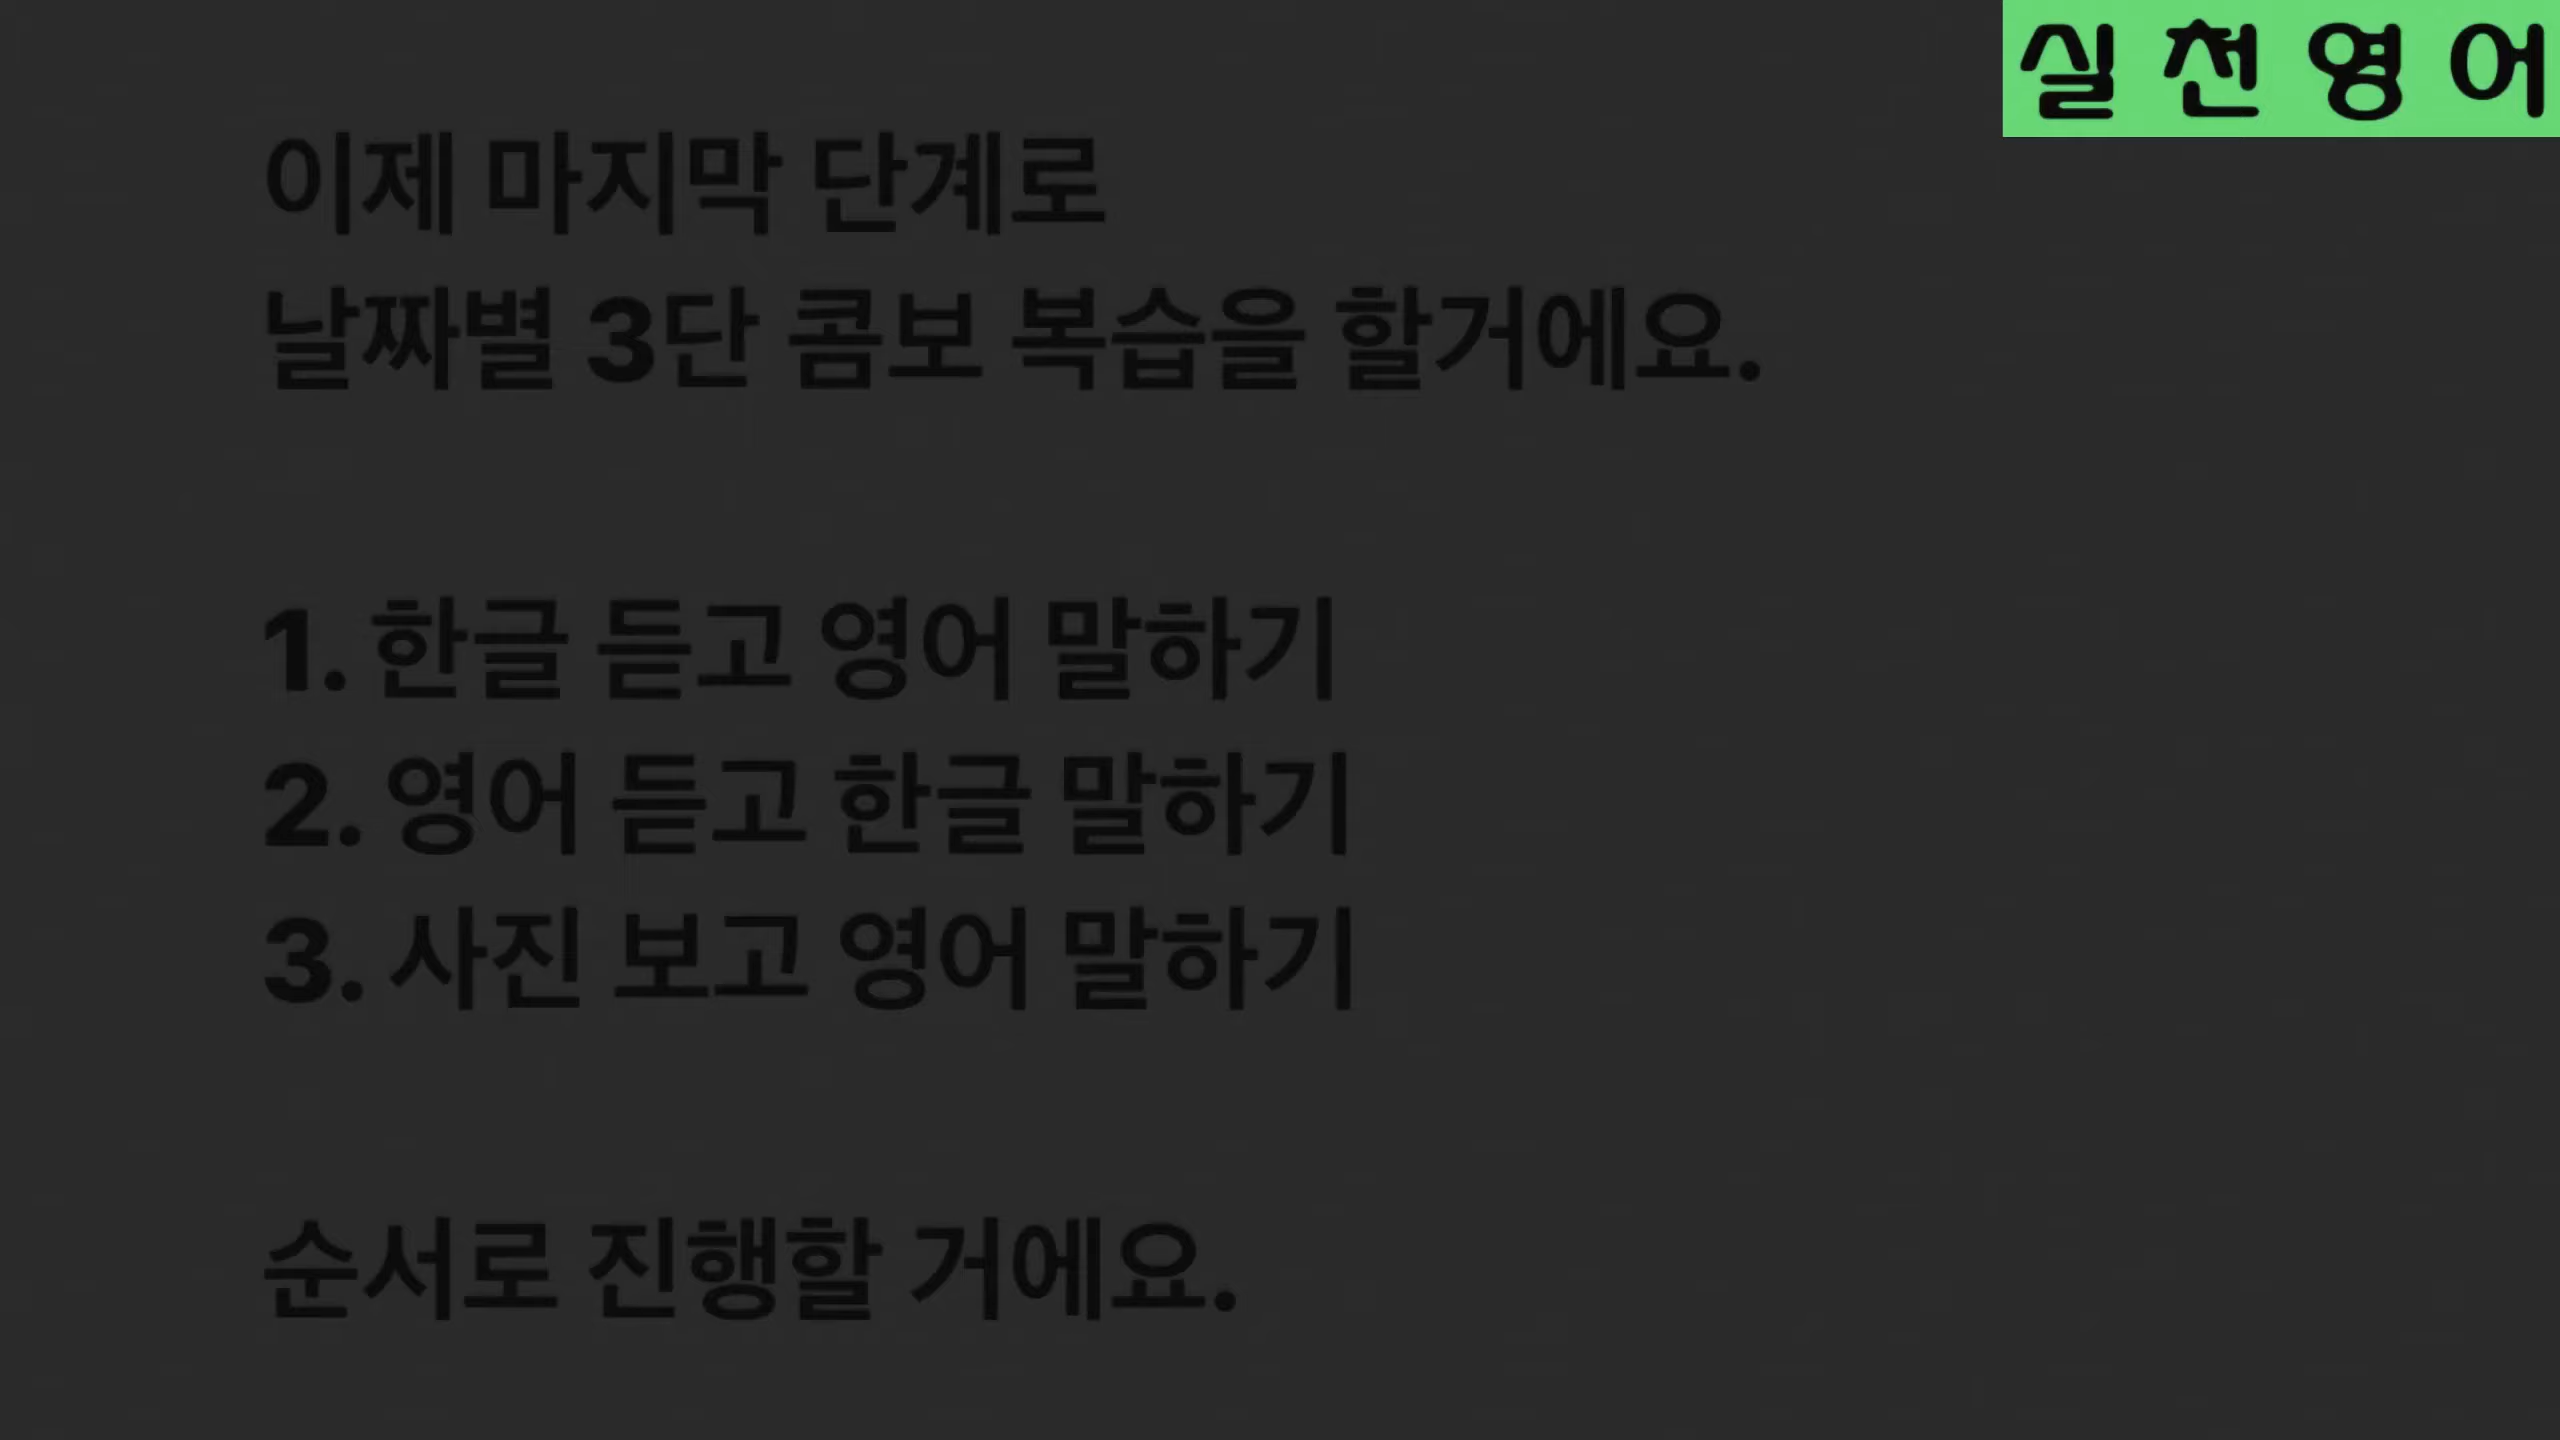 실천영어
이제 마지막 단계로
날짜별 3단 콤보 복습을 할거에요.
1. 한글 듣고 영어 말하기
2. 영어 듣고 한글 말하기
3. 사진 보고 영어 말하기
순서로 진행할 거에요.